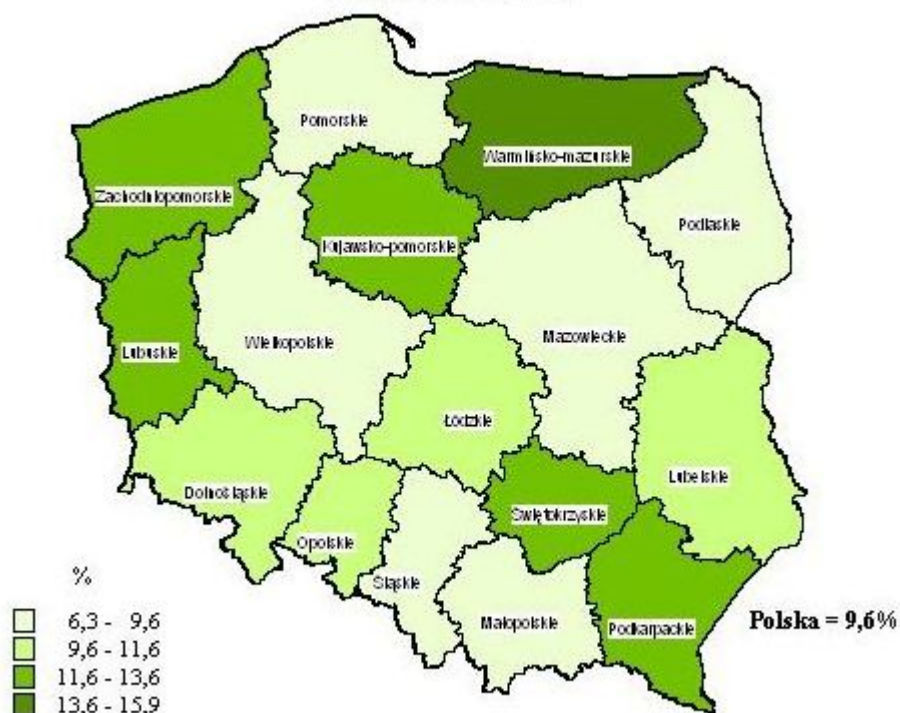 Pomorskie
Warmińsko-mazurskie
Zachodniopomorskie
Podlaskie
Kujawsko-pomorskie
Mazowieckie
Wielkopolskie
Lubuskie
Łódzkie
Lubelskie
Dolnośląskie
Świętokrzyskie
Opolskie
Śląskie
Małopolskie
Podkarpackie
Polska = 9,6%
%
6,3 - 9,6
9,6 - 11,6
11,6 - 13,6
13,6 - 15,9